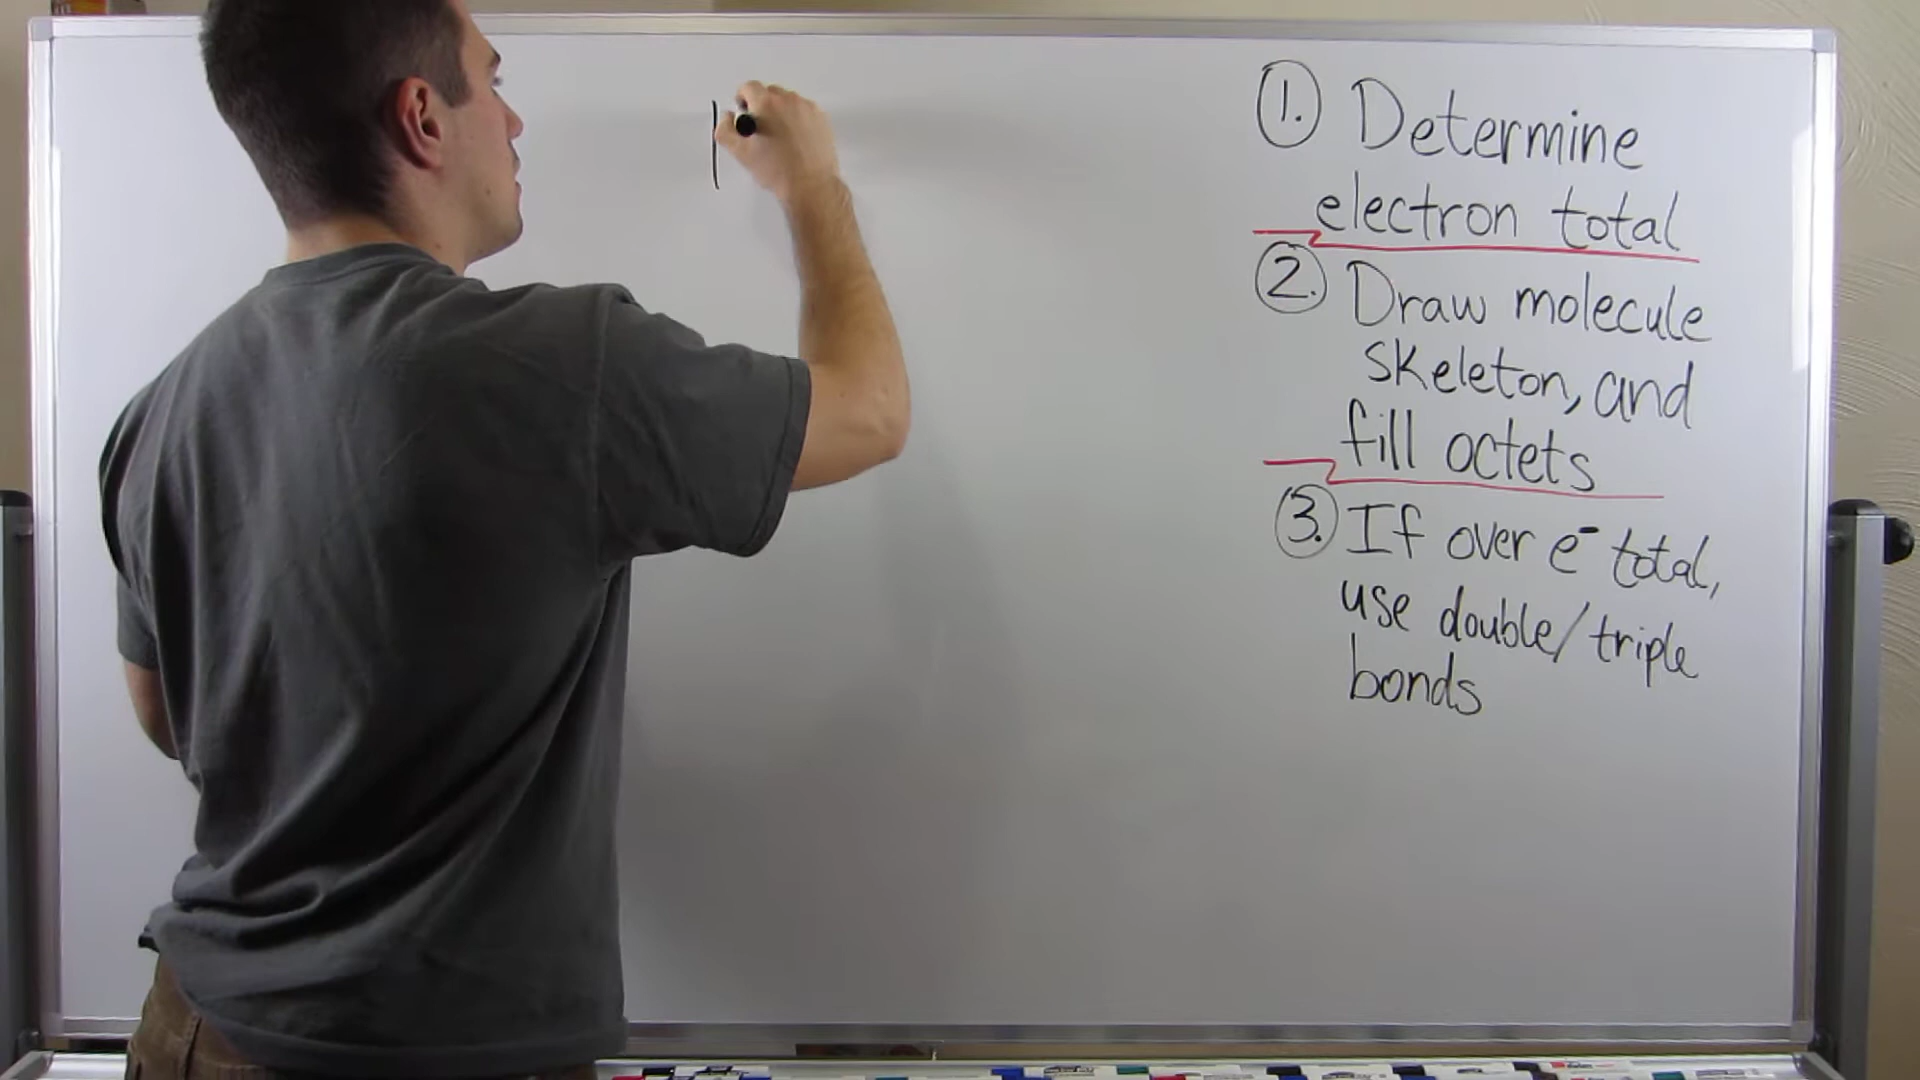 1. Determine
electron total
2. Draw molecule
skeleton, and
fill octets
3. If over e⁻ total,
use double/triple
bonds